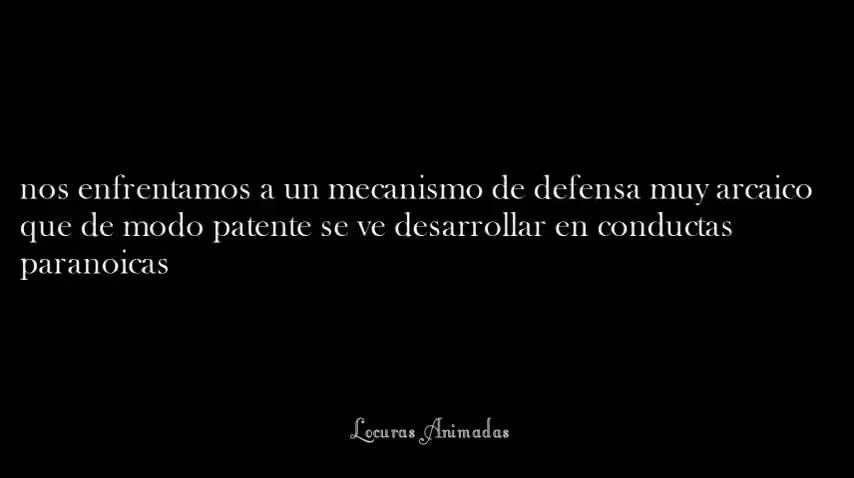 nos enfrentamos a un mecanismo de defensa muy arcaico
que de modo patente se ve desarrollar en conductas
paranoicas
Locuras Animadas